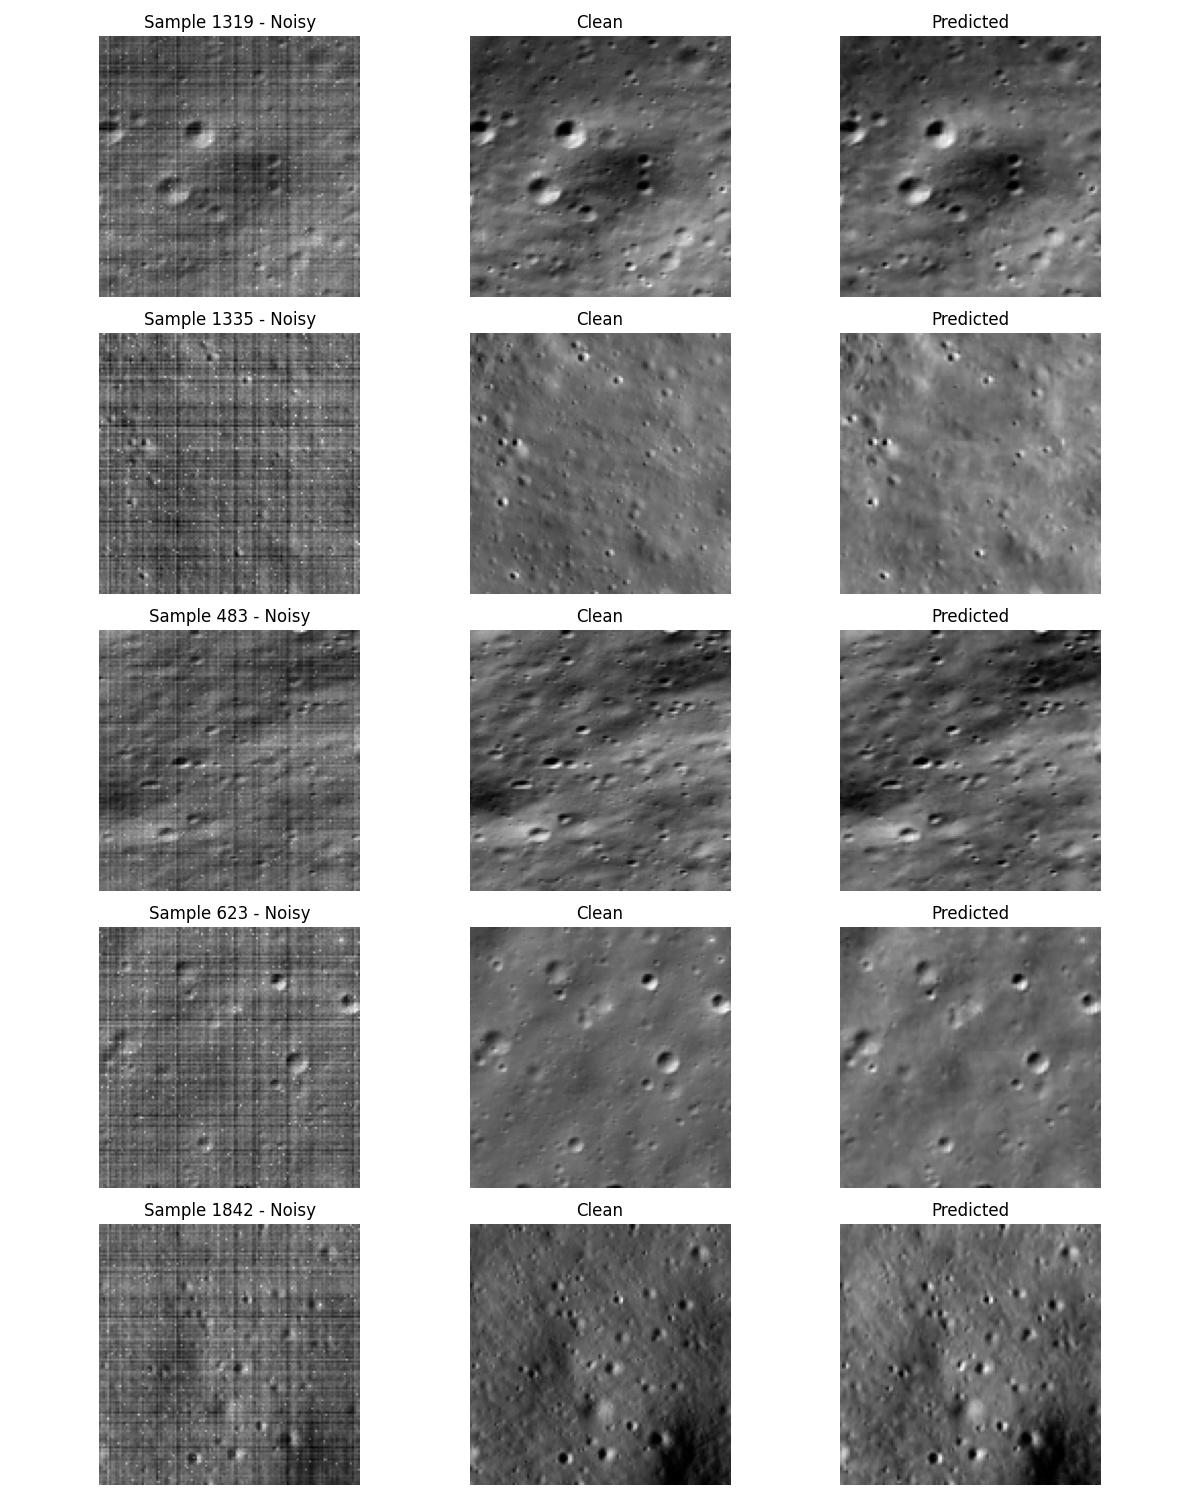 Sample 1319 - Noisy Clean Predicted
Sample 1335 - Noisy Clean Predicted
Sample 483 - Noisy Clean Predicted
Sample 623 - Noisy Clean Predicted
Sample 1842 - Noisy Clean Predicted